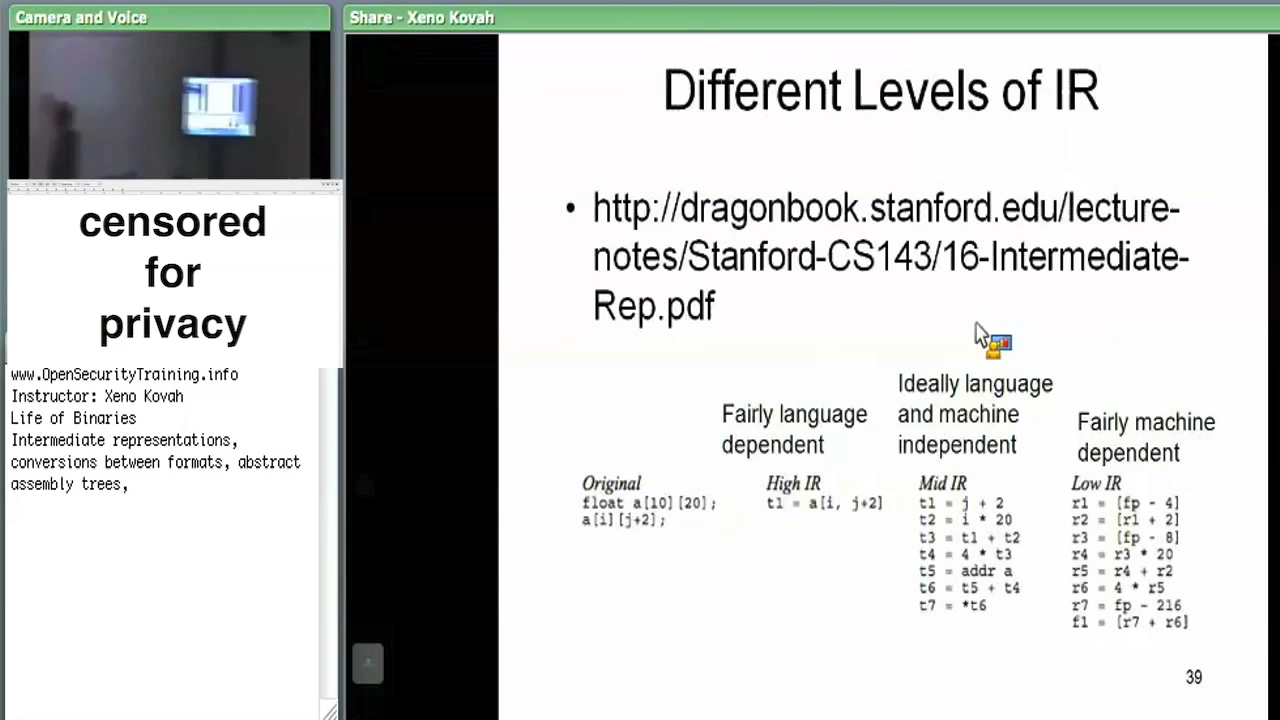 Camera and Voice
censored
for
privacy
www.OpenSecurityTraining.info
Instructor: Xeno Kovah
Life of Binaries
Intermediate representations,
conversions between formats, abstract
assembly trees,
Share - Xeno Kovah
Different Levels of IR
• http://dragonbook.stanford.edu/lecture-
notes/Stanford-CS143/16-Intermediate-
Rep.pdf
Fairly language
dependent
Ideally language
and machine
independent
Fairly machine
dependent
Original
float a[10][20];
a[i][j+2];
High IR
t1 = a[i, j+2]
Mid IR
t1 = j + 2
t2 = i * 20
t3 = t1 + t2
t4 = 4 * t3
t5 = addr a
t6 = t5 + t4
t7 = *t6
Low IR
r1 = [fp - 4]
r2 = [r1 + 2]
r3 = [fp - 8]
r4 = r3 * 20
r5 = r4 + r2
r6 = 4 * r5
r7 = fp - 216
f1 = [r7 + r6]
39